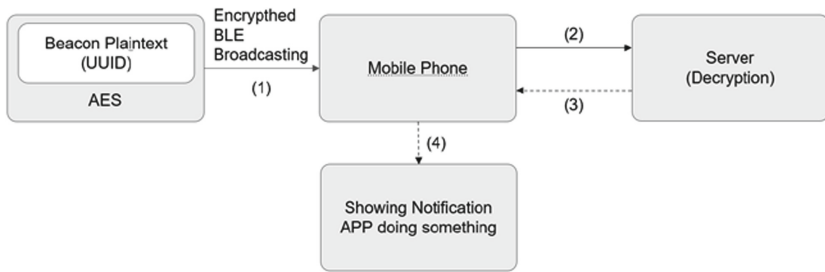 Encrypthed
BLE
Broadcasting
Beacon Plaintext
(UUID)
AES
(1)
Mobile Phone
(2)
(3)
Server
(Decryption)
(4)
Showing Notification
APP doing something